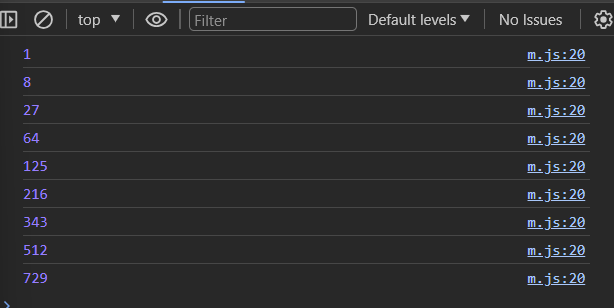 top Filter Default levels No Issues
1 m.js:20
8 m.js:20
27 m.js:20
64 m.js:20
125 m.js:20
216 m.js:20
343 m.js:20
512 m.js:20
729 m.js:20